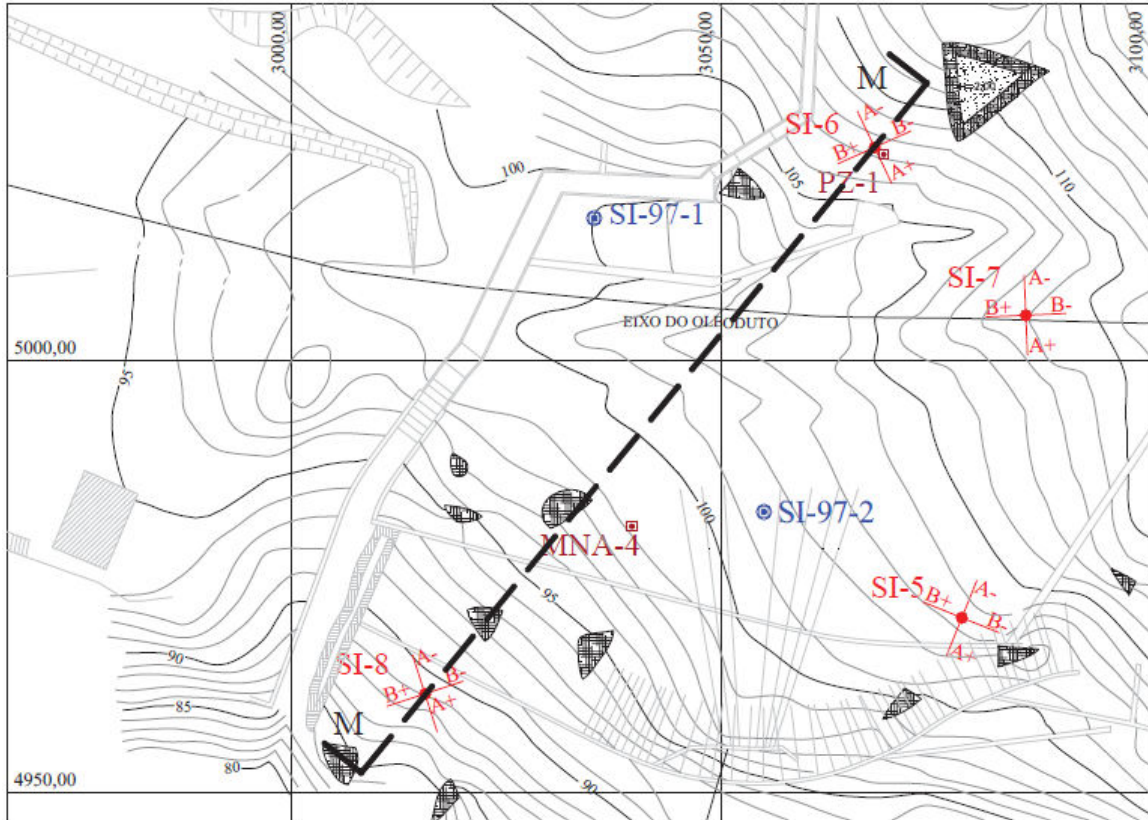 3000,00
3050,00
3100,00
M
SI-6
A-
B-
B+
A+
PZ-1
100
105
110
SI-97-1
SI-7
A-
B+
B-
A+
EIXO DO OLEODUTO
5000,00
95
100
SI-97-2
MNA-4
95
SI-5
B+
A-
B-
A+
90
SI-8
A-
B-
B+
A+
85
M
80
4950,00
90
95